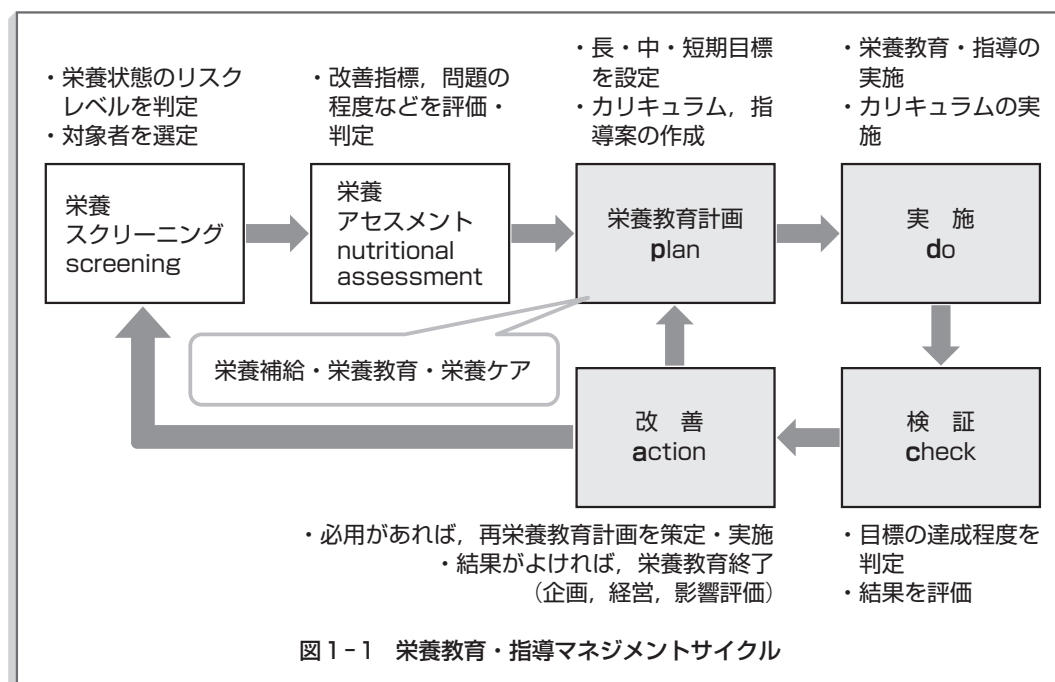 ・栄養状態のリスク
レベルを判定
・対象者を選定
・改善指標，問題の
程度などを評価・
判定
・長・中・短期目標
を設定
・カリキュラム，指
導案の作成
・栄養教育・指導の
実施
・カリキュラムの実
施
栄養
スクリーニング
screening
栄養
アセスメント
nutritional
assessment
栄養教育計画
plan
実　施
do
栄養補給・栄養教育・栄養ケア
改　善
action
検　証
check
・必用があれば，再栄養教育計画を策定・実施
・結果がよければ，栄養教育終了
（企画，経営，影響評価）
・目標の達成程度を
判定
・結果を評価
図1-1　栄養教育・指導マネジメントサイクル